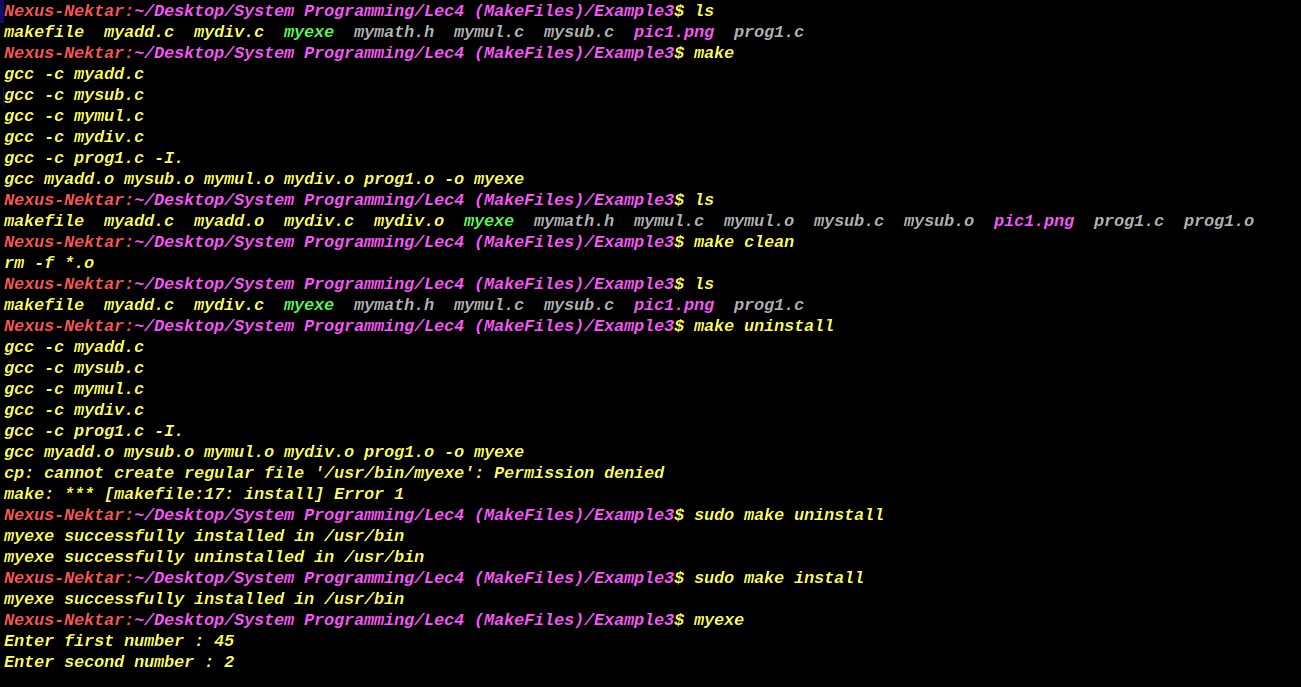 Nexus-Nektar:~/Desktop/System Programming/Lec4 (MakeFiles)/Example3$ ls
makefile  myadd.c  mydiv.c  myexe  mymath.h  mymul.c  mysub.c  pic1.png  prog1.c
Nexus-Nektar:~/Desktop/System Programming/Lec4 (MakeFiles)/Example3$ make
gcc -c myadd.c
gcc -c mysub.c
gcc -c mymul.c
gcc -c mydiv.c
gcc -c prog1.c -I.
gcc myadd.o mysub.o mymul.o mydiv.o prog1.o -o myexe
Nexus-Nektar:~/Desktop/System Programming/Lec4 (MakeFiles)/Example3$ ls
makefile  myadd.c  myadd.o  mydiv.c  mydiv.o  myexe  mymath.h  mymul.c  mymul.o  mysub.c  mysub.o  pic1.png  prog1.c  prog1.o
Nexus-Nektar:~/Desktop/System Programming/Lec4 (MakeFiles)/Example3$ make clean
rm -f *.o
Nexus-Nektar:~/Desktop/System Programming/Lec4 (MakeFiles)/Example3$ ls
makefile  myadd.c  mydiv.c  myexe  mymath.h  mymul.c  mysub.c  pic1.png  prog1.c
Nexus-Nektar:~/Desktop/System Programming/Lec4 (MakeFiles)/Example3$ make uninstall
gcc -c myadd.c
gcc -c mysub.c
gcc -c mymul.c
gcc -c mydiv.c
gcc -c prog1.c -I.
gcc myadd.o mysub.o mymul.o mydiv.o prog1.o -o myexe
cp: cannot create regular file '/usr/bin/myexe': Permission denied
make: *** [makefile:17: install] Error 1
Nexus-Nektar:~/Desktop/System Programming/Lec4 (MakeFiles)/Example3$ sudo make uninstall
myexe successfully installed in /usr/bin
myexe successfully uninstalled in /usr/bin
Nexus-Nektar:~/Desktop/System Programming/Lec4 (MakeFiles)/Example3$ sudo make install
myexe successfully installed in /usr/bin
Nexus-Nektar:~/Desktop/System Programming/Lec4 (MakeFiles)/Example3$ myexe
Enter first number : 45
Enter second number : 2